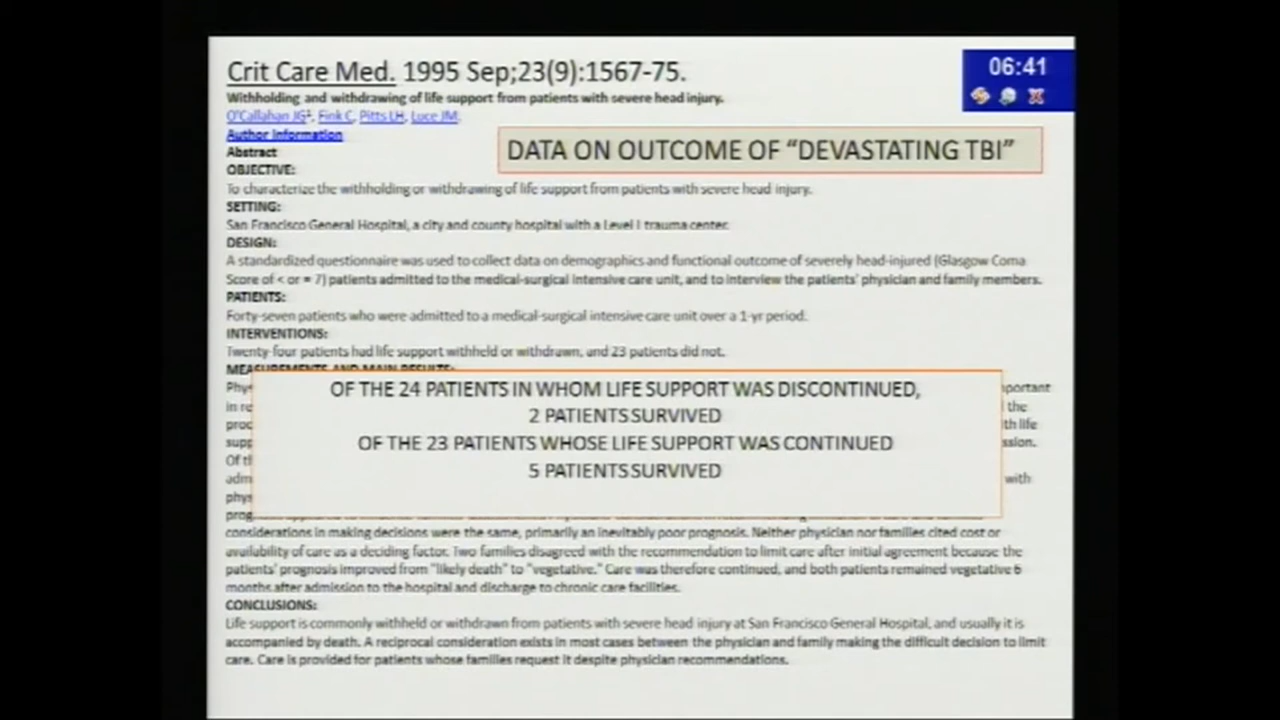 Crit Care Med. 1995 Sep;23(9):1567-75.
06:41
Withholding and withdrawing of life support from patients with severe head injury.
O'Callahan JG¹, Fink C, Pitts LH, Luce JM.
Author information
DATA ON OUTCOME OF “DEVASTATING TBI”
Abstract
OBJECTIVE:
To characterize the withholding or withdrawing of life support from patients with severe head injury.
SETTING:
San Francisco General Hospital, a city and county hospital with a Level I trauma center.
DESIGN:
A standardized questionnaire was used to collect data on demographics and functional outcome of severely head-injured (Glasgow Coma
Score of < or = 7) patients admitted to the medical-surgical intensive care unit, and to interview the patients' physician and family members.
PATIENTS:
Forty-seven patients who were admitted to a medical-surgical intensive care unit over a 1-yr period.
INTERVENTIONS:
Twenty-four patients had life support withheld or withdrawn, and 23 patients did not.
MEASUREMENTS AND MAIN RESULTS:
OF THE 24 PATIENTS IN WHOM LIFE SUPPORT WAS DISCONTINUED,
2 PATIENTS SURVIVED
OF THE 23 PATIENTS WHOSE LIFE SUPPORT WAS CONTINUED
5 PATIENTS SURVIVED
considerations in making decisions were the same, primarily an inevitably poor prognosis. Neither physician nor families cited cost or
availability of care as a deciding factor. Two families disagreed with the recommendation to limit care after initial agreement because the
patients' prognosis improved from "likely death" to "vegetative." Care was therefore continued, and both patients remained vegetative 6
months after admission to the hospital and discharge to chronic care facilities.
CONCLUSIONS:
Life support is commonly withheld or withdrawn from patients with severe head injury at San Francisco General Hospital, and usually it is
accompanied by death. A reciprocal consideration exists in most cases between the physician and family making the difficult decision to limit
care. Care is provided for patients whose families request it despite physician recommendations.